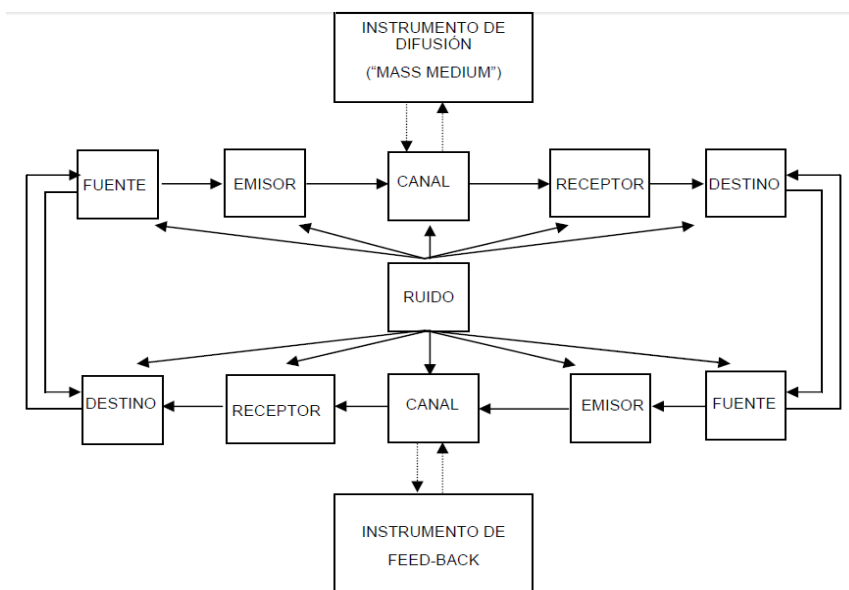 INSTRUMENTO DE
DIFUSIÓN
("MASS MEDIUM")
FUENTE
EMISOR
CANAL
RECEPTOR
DESTINO
RUIDO
DESTINO
RECEPTOR
CANAL
EMISOR
FUENTE
INSTRUMENTO DE
FEED-BACK